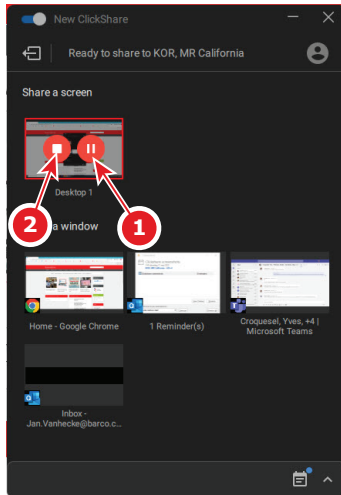 New ClickShare
Ready to share to KOR, MR California
Share a screen
Desktop 1
2
1
a window
Home - Google Chrome
1 Reminder(s)
Croquesel, Yves, +4 |
Microsoft Teams
Inbox -
Jan.Vanhecke@barco.c...